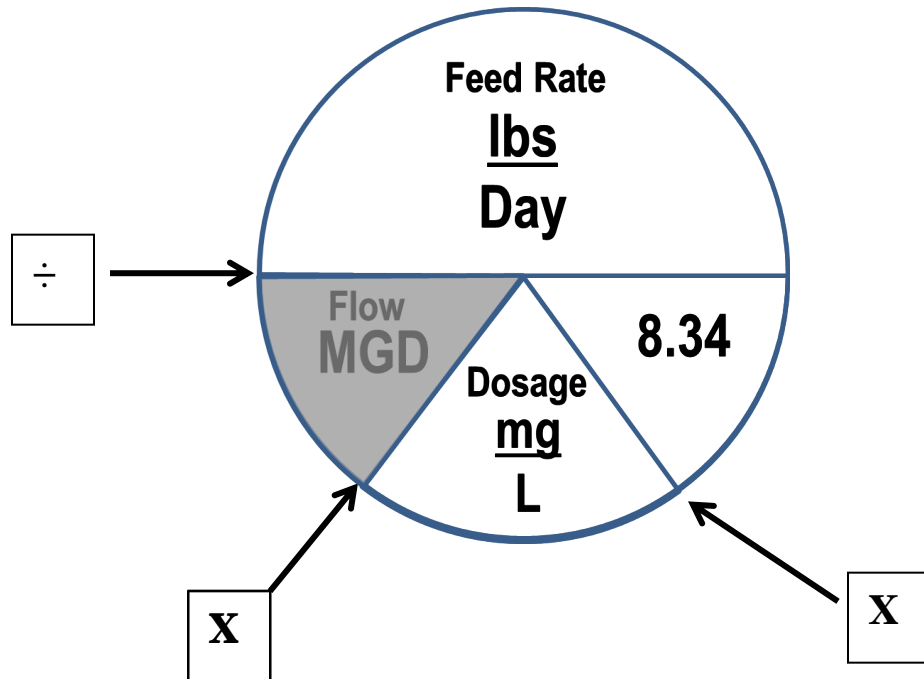 Feed Rate
lbs
Day
÷
Flow
MGD
8.34
Dosage
mg
L
X
X